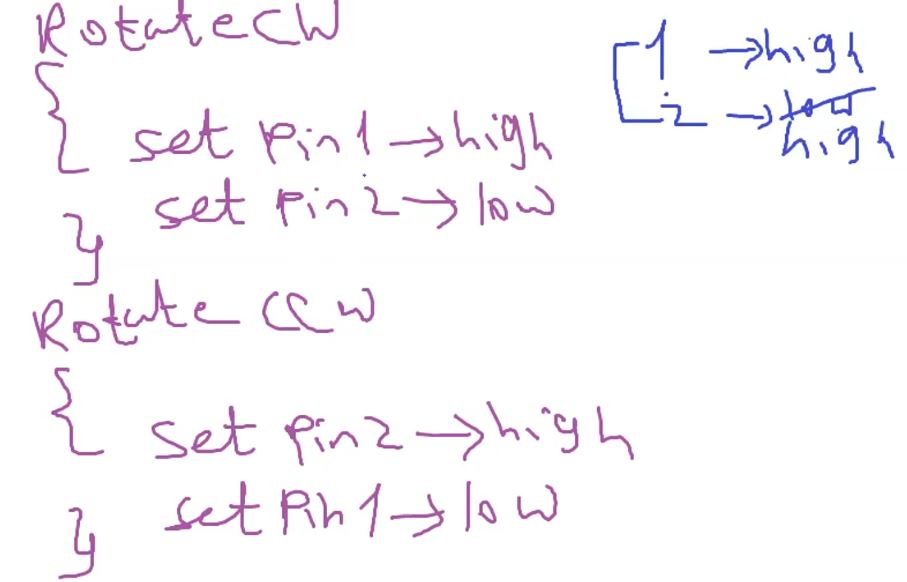 RotateCW
{
set Pin1→high
set Pin2→low
}
Rotate CCW
{
set Pin2→high
set Pin1→low
}
1 →high
2 →low
high